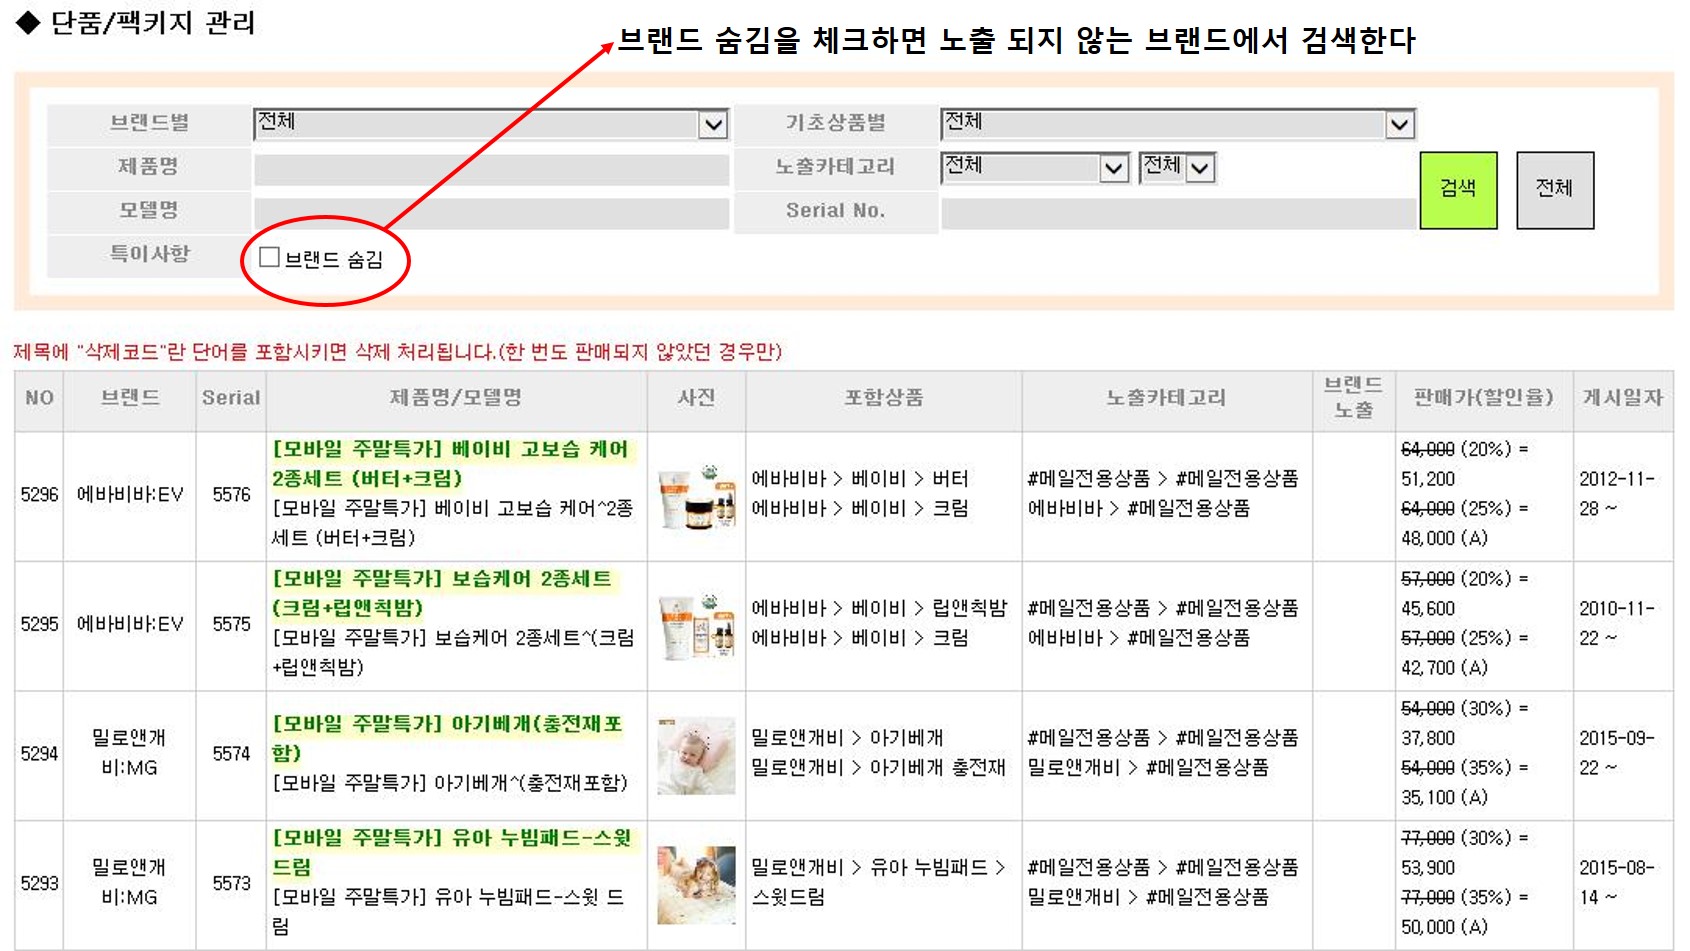 ◆ 단품/팩키지 관리
브랜드 숨김을 체크하면 노출 되지 않는 브랜드에서 검색한다
브랜드별 전체 기초상품별 전체
제품명 노출카테고리 전체 전체
검색 전체
모델명 Serial No.
특이사항 브랜드 숨김
제목에 "삭제코드"란 단어를 포함시키면 삭제 처리됩니다.(한 번도 판매되지 않았던 경우만)
NO 브랜드 Serial 제품명/모델명 사진 포함상품 노출카테고리 브랜드 노출 판매가(할인율) 게시일자
5296
에바비바:EV
5576
[모바일 주말특가] 베이비 고보습 케어
2종세트 (버터+크림)
[모바일 주말특가] 베이비 고보습 케어^2종
세트 (버터+크림)
에바비바 > 베이비 > 버터
에바비바 > 베이비 > 크림
#메일전용상품 > #메일전용상품
에바비바 > #메일전용상품
64,000 (20%) =
51,200
64,000 (25%) =
48,000 (A)
2012-11-
28 ~
5295
에바비바:EV
5575
[모바일 주말특가] 보습케어 2종세트
(크림+립앤칙밤)
[모바일 주말특가] 보습케어 2종세트^(크림
+립앤칙밤)
에바비바 > 베이비 > 립앤칙밤
에바비바 > 베이비 > 크림
#메일전용상품 > #메일전용상품
에바비바 > #메일전용상품
57,000 (20%) =
45,600
57,000 (25%) =
42,700 (A)
2010-11-
22 ~
5294
밀로앤개
비:MG
5574
[모바일 주말특가] 아기베개(충전재포
함)
[모바일 주말특가] 아기베개^(충전재포함)
밀로앤개비 > 아기베개
밀로앤개비 > 아기베개 충전재
#메일전용상품 > #메일전용상품
밀로앤개비 > #메일전용상품
54,000 (30%) =
37,800
54,000 (35%) =
35,100 (A)
2015-09-
22 ~
5293
밀로앤개
비:MG
5573
[모바일 주말특가] 유아 누빔패드-스윗
드림
[모바일 주말특가] 유아 누빔패드-스윗 드
림
밀로앤개비 > 유아 누빔패드 >
스윗드림
#메일전용상품 > #메일전용상품
밀로앤개비 > #메일전용상품
77,000 (30%) =
53,900
77,000 (35%) =
50,000 (A)
2015-08-
14 ~